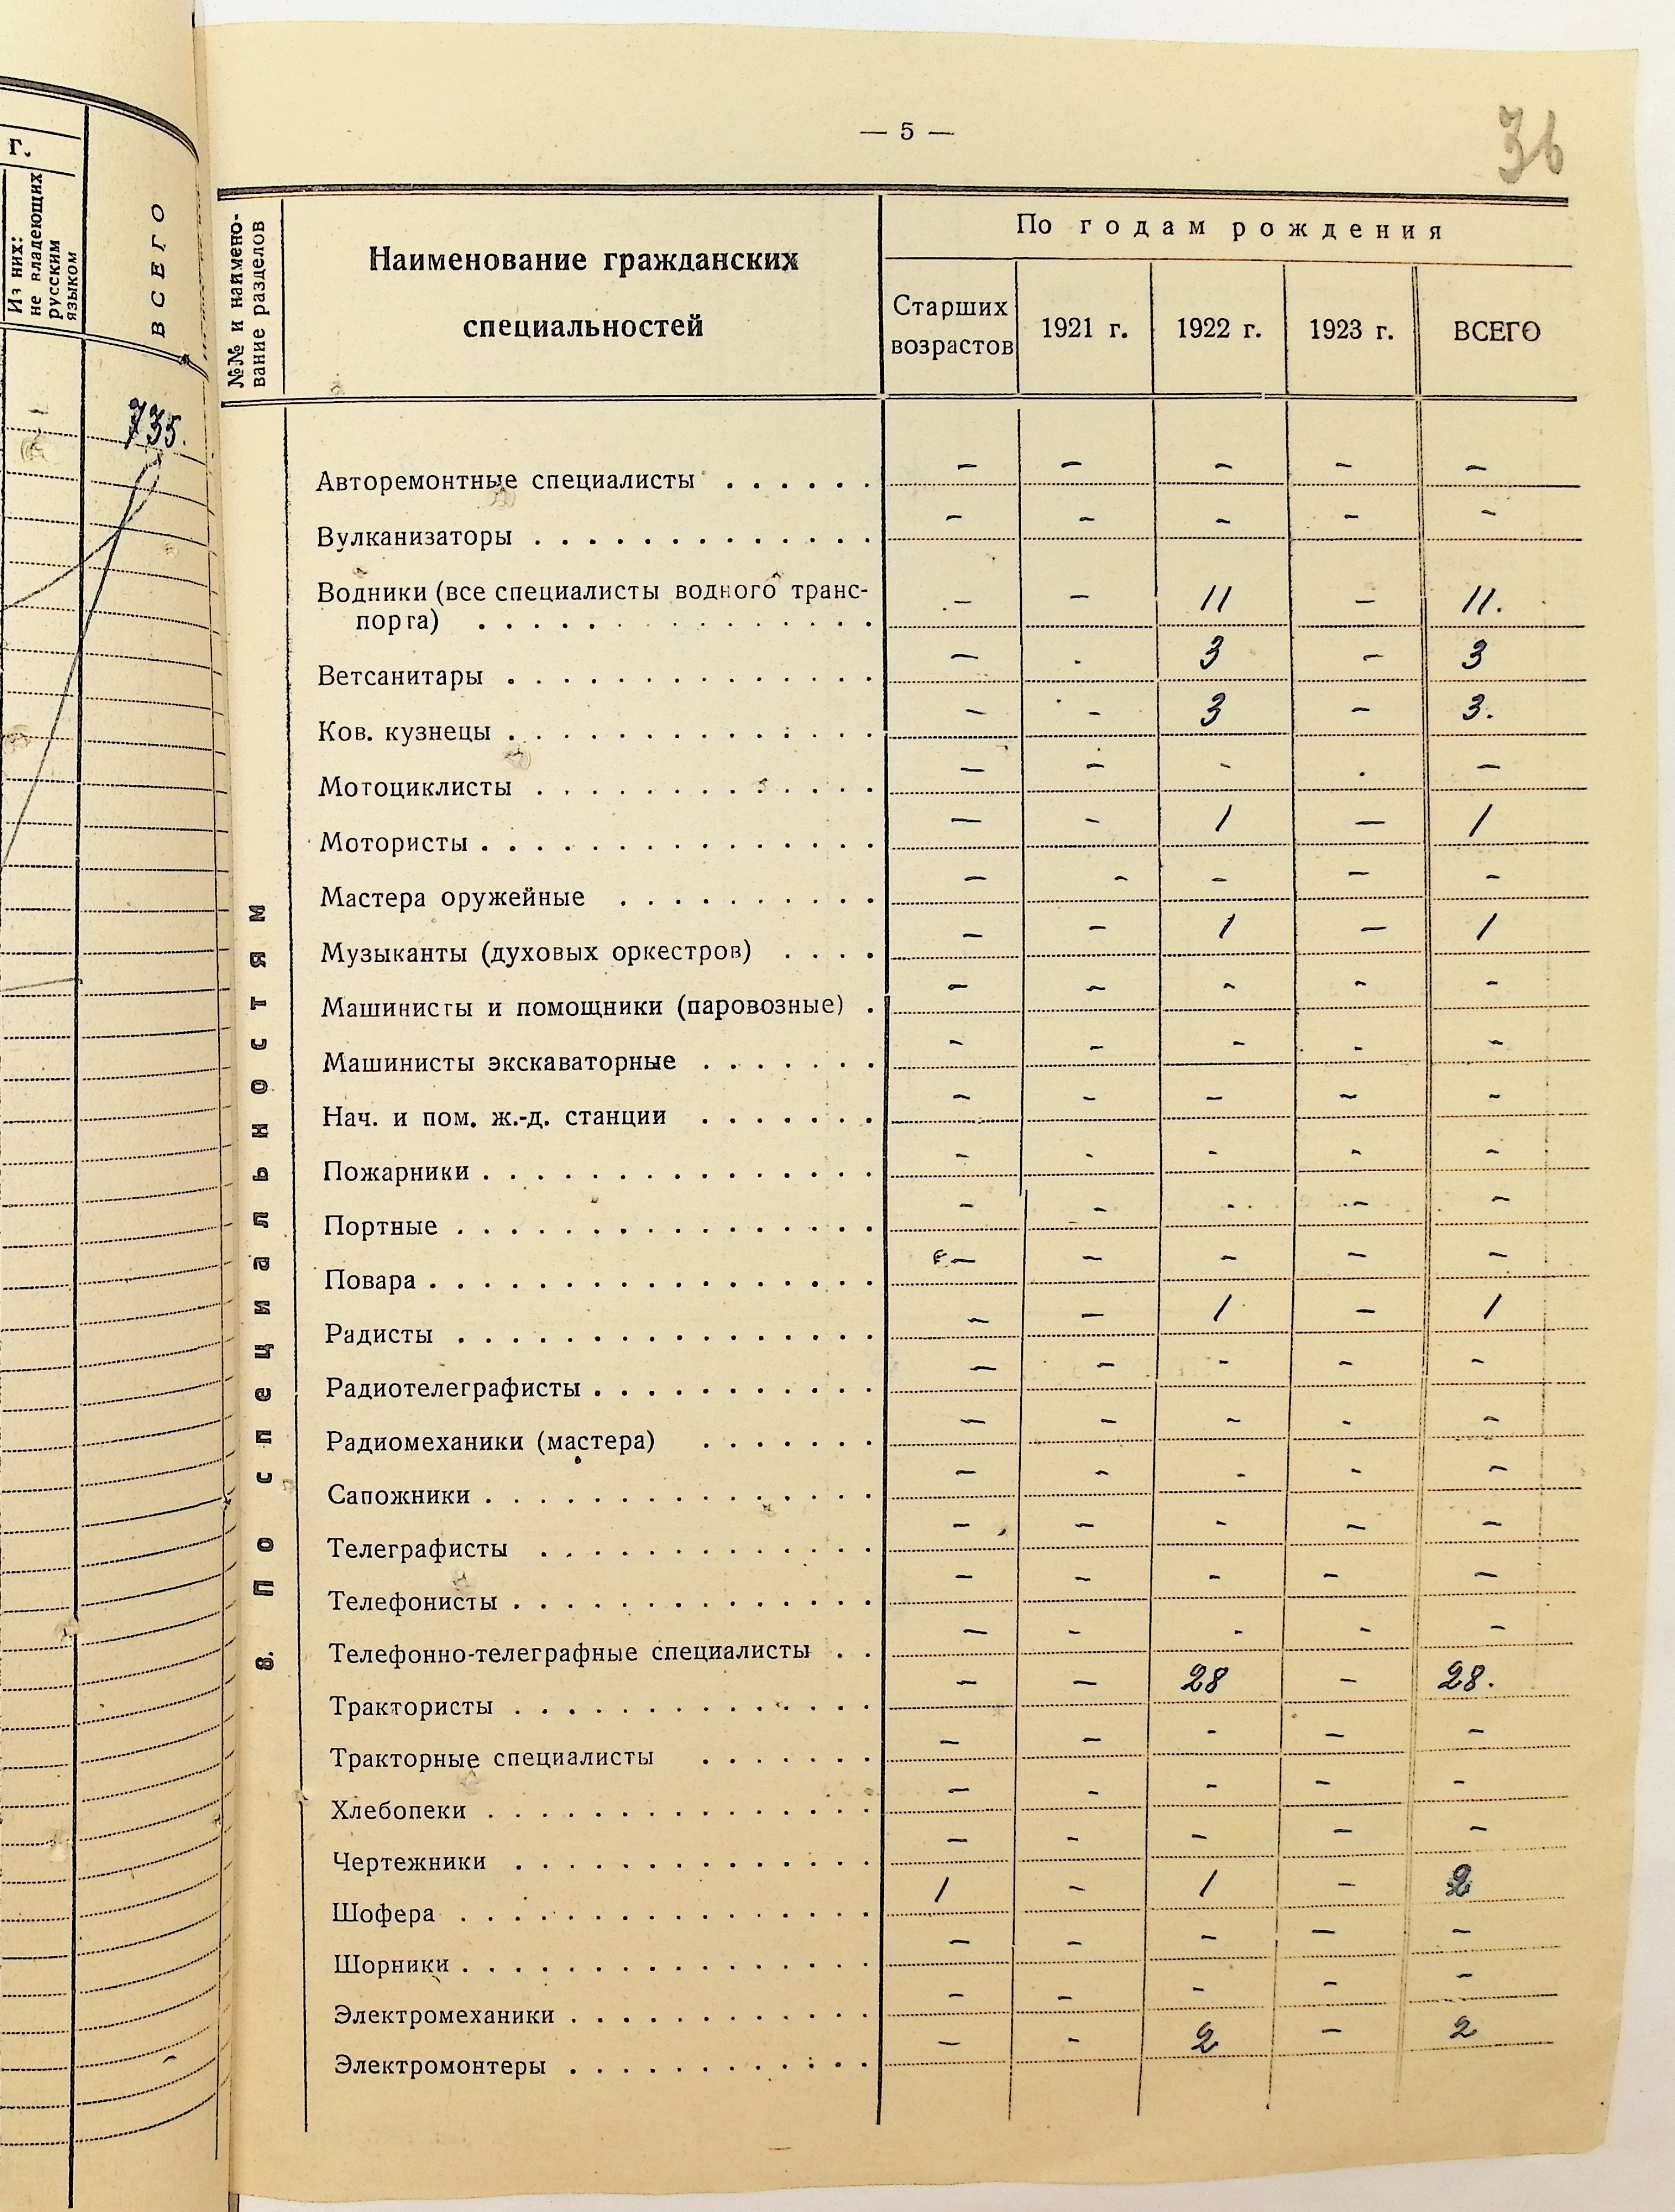 Г.
Из них:
не владеющих
русским
языком
ВСЕГО
735.
— 5 —
36
№№ и наимено-
вание разделов
Наименование гражданских
специальностей
По годам рождения
Старших
возрастов
1921 г.
1922 г.
1923 г.
ВСЕГО
8. По специальностям
Авторемонтные специалисты . . . . . . – – – – –
Вулканизаторы . . . . . . . . . . . . . – – – – –
Водники (все специалисты водного транс-
порта) . . . . . . . . . . . . . . . – – 11 – 11.
Ветсанитары . . . . . . . . . . . . . . – . 3 – 3
Ков. кузнецы . . . . . . . . . . . . . . – – 3 – 3.
Мотоциклисты . . . . . . . . . . . . . – – – . –
Мотористы . . . . . . . . . . . . . . . – – 1 – 1
Мастера оружейные . . . . . . . . . . – – – – –
Музыканты (духовых оркестров) . . . . – – 1 – 1
Машинисты и помощники (паровозные) . – – – – –
Машинисты экскаваторные . . . . . . . – – – – –
Нач. и пом. ж.-д. станции . . . . . . . – – – – –
Пожарники . . . . . . . . . . . . . . . – – – – –
Портные . . . . . . . . . . . . . . . . – – – – –
Повара . . . . . . . . . . . . . . . . . – – – – –
Радисты . . . . . . . . . . . . . . . . – – 1 – 1
Радиотелеграфисты . . . . . . . . . . . – – – – –
Радиомеханики (мастера) . . . . . . . – – – – –
Сапожники . . . . . . . . . . . . . . . – – – – –
Телеграфисты . . . . . . . . . . . . . – – – – –
Телефонисты . . . . . . . . . . . . . . – – – – –
Телефонно-телеграфные специалисты . . – – – – –
Трактористы . . . . . . . . . . . . . . – – 28 – 28.
Тракторные специалисты . . . . . . . – – – – –
Хлебопеки . . . . . . . . . . . . . . . – – – – –
Чертежники . . . . . . . . . . . . . . – – – – –
Шофера . . . . . . . . . . . . . . . . 1 – 1 – 2
Шорники . . . . . . . . . . . . . . . . – – – – –
Электромеханики . . . . . . . . . . . . – – – – –
Электромонтеры . . . . . . . . . . . . – – 2 – 2